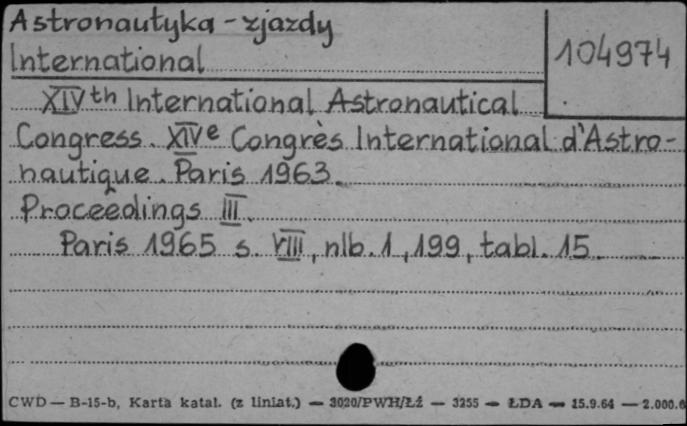 Astronautyka - zjazdy
International
104974
XIVth International Astronautical
Congress. XIVe Congrès International d'Astro-
nautique. Paris 1963.
Proceedings III.
Paris 1965 s. VIII, nlb. 1, 199, tabl. 15.
CWD — B-15-b, Karta katal. (z liniat.) — 3020/PWH/Łź — 3255 — ŁDA — 15.9.64 — 2.000.